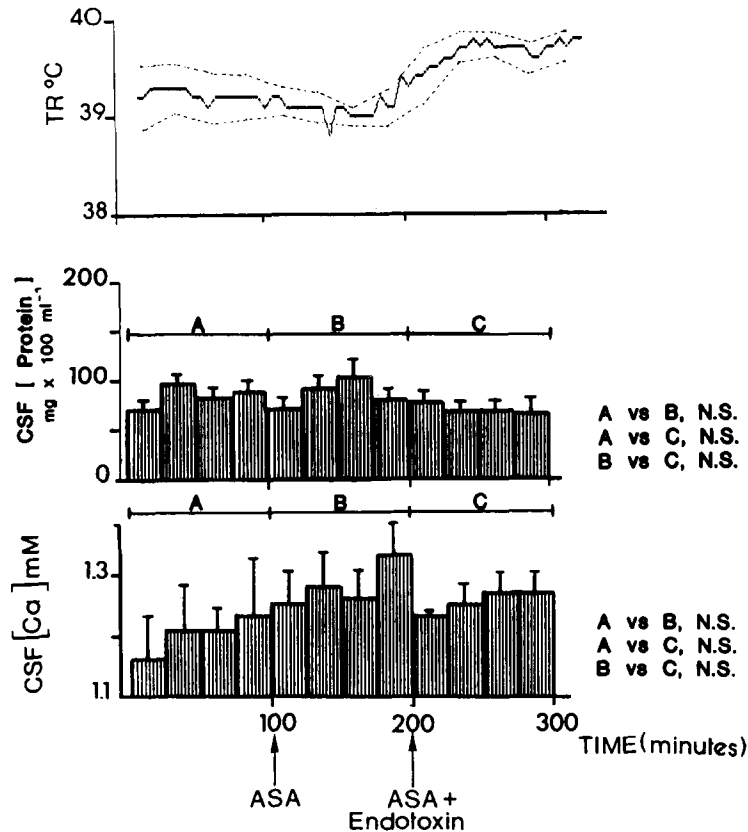 40
TR °C
39
38
200
CSF [ Protein ]
mg x 100 ml⁻¹
A B C
100
A vs B, N.S.
A vs C, N.S.
B vs C, N.S.
0
A B C
CSF [Ca] mM
1.3
A vs B, N.S.
A vs C, N.S.
B vs C, N.S.
1.1
100 200 300
TIME (minutes)
ASA ASA +
Endotoxin